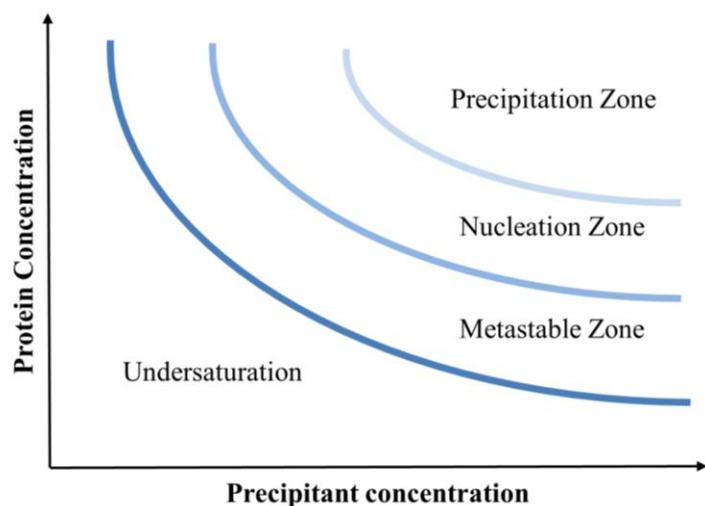 Precipitation Zone
Nucleation Zone
Metastable Zone
Undersaturation
Protein Concentration
Precipitant concentration